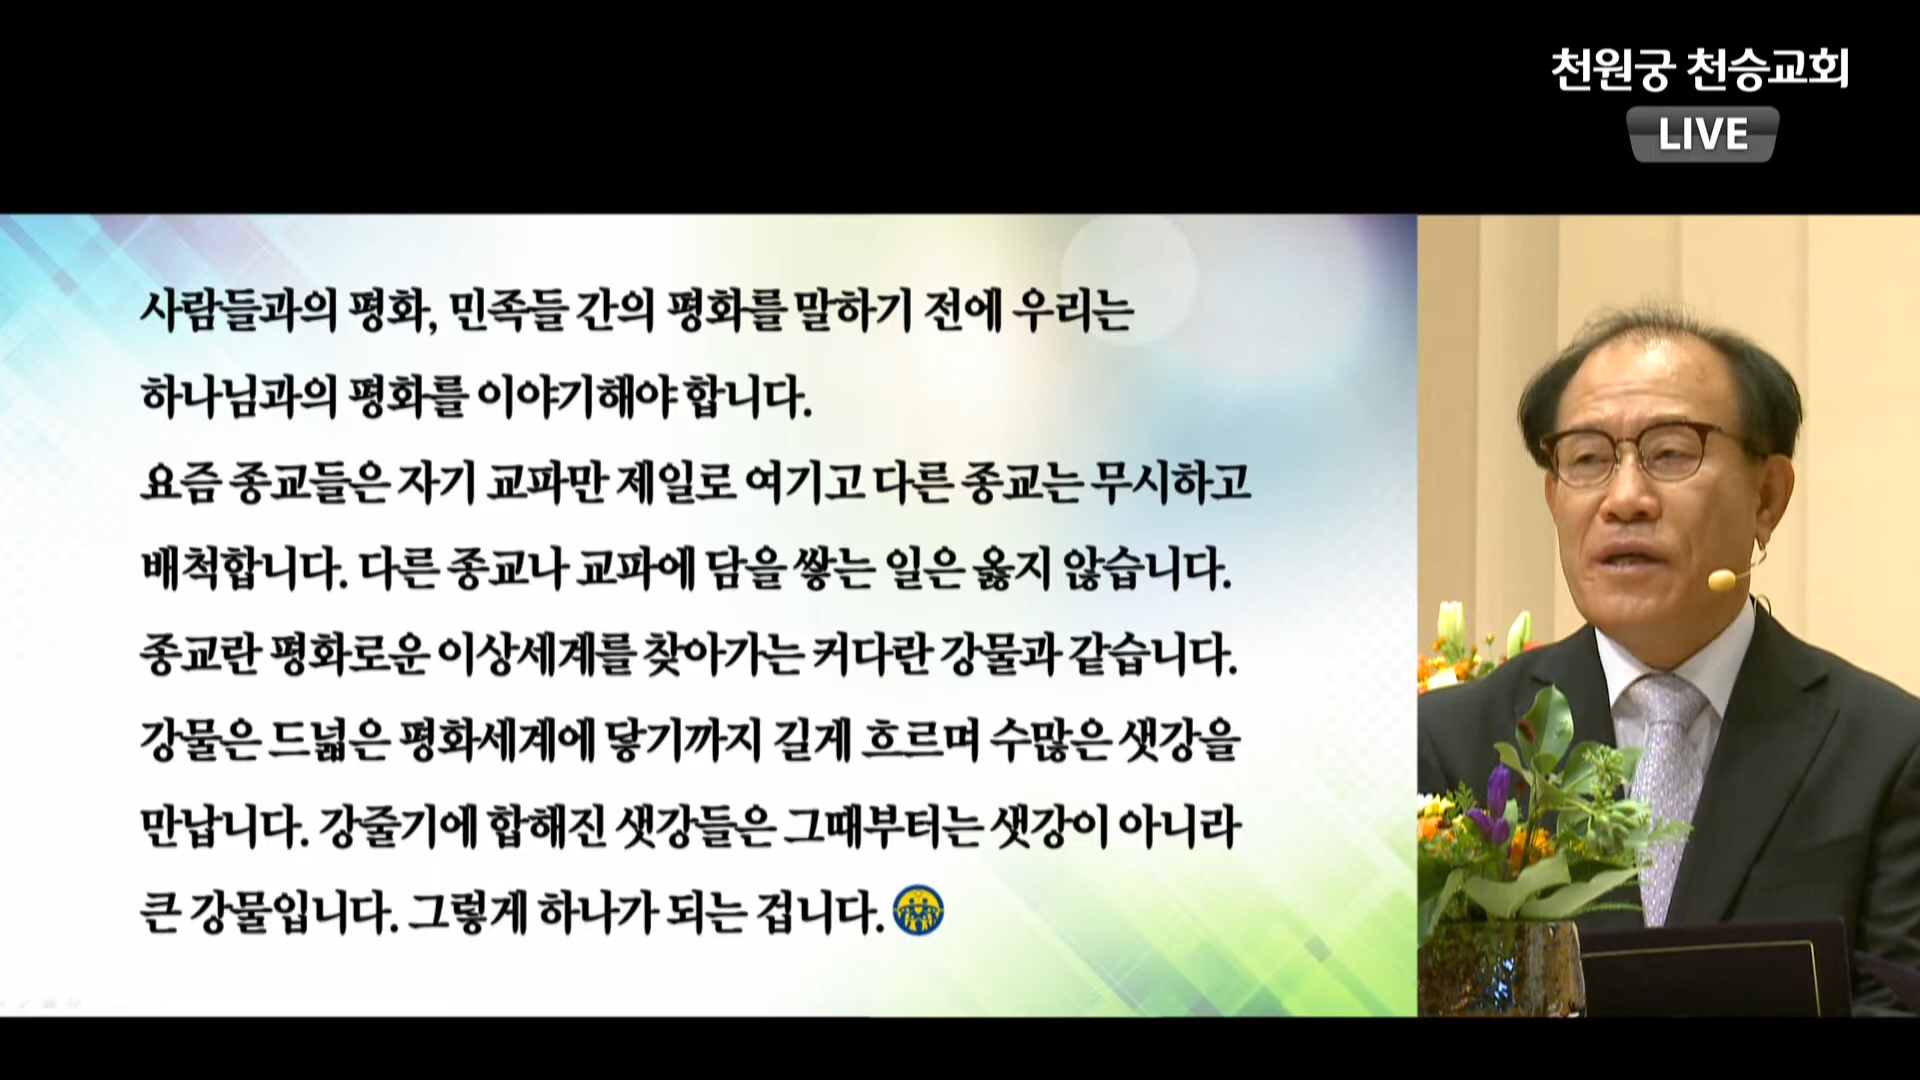 천원궁 천승교회
LIVE
사람들과의 평화, 민족들 간의 평화를 말하기 전에 우리는
하나님과의 평화를 이야기해야 합니다.
요즘 종교들은 자기 교파만 제일로 여기고 다른 종교는 무시하고
배척합니다. 다른 종교나 교파에 담을 쌓는 일은 옳지 않습니다.
종교란 평화로운 이상세계를 찾아가는 커다란 강물과 같습니다.
강물은 드넓은 평화세계에 닿기까지 길게 흐르며 수많은 샛강을
만납니다. 강줄기에 합해진 샛강들은 그때부터는 샛강이 아니라
큰 강물입니다. 그렇게 하나가 되는 겁니다.